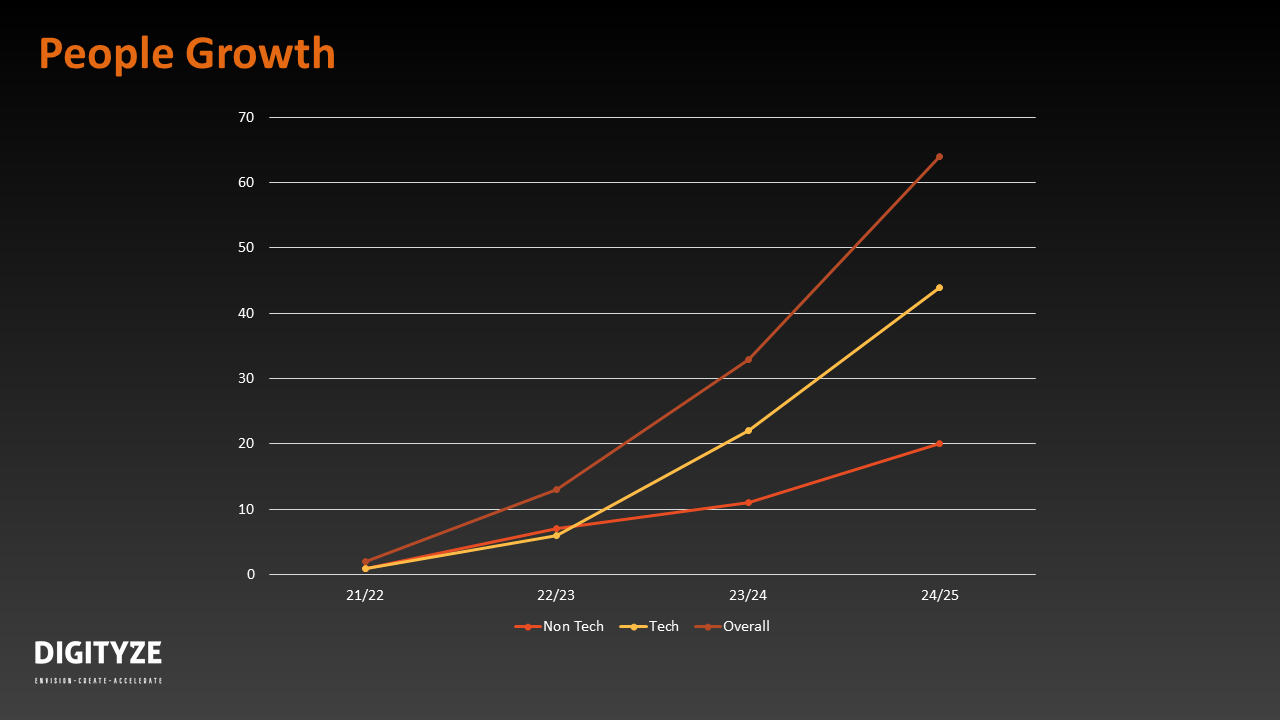 People Growth
70
60
50
40
30
20
10
0
21/22 22/23 23/24 24/25
Non Tech Tech Overall
DIGITYZE
ENVISION-CREATE-ACCELERATE